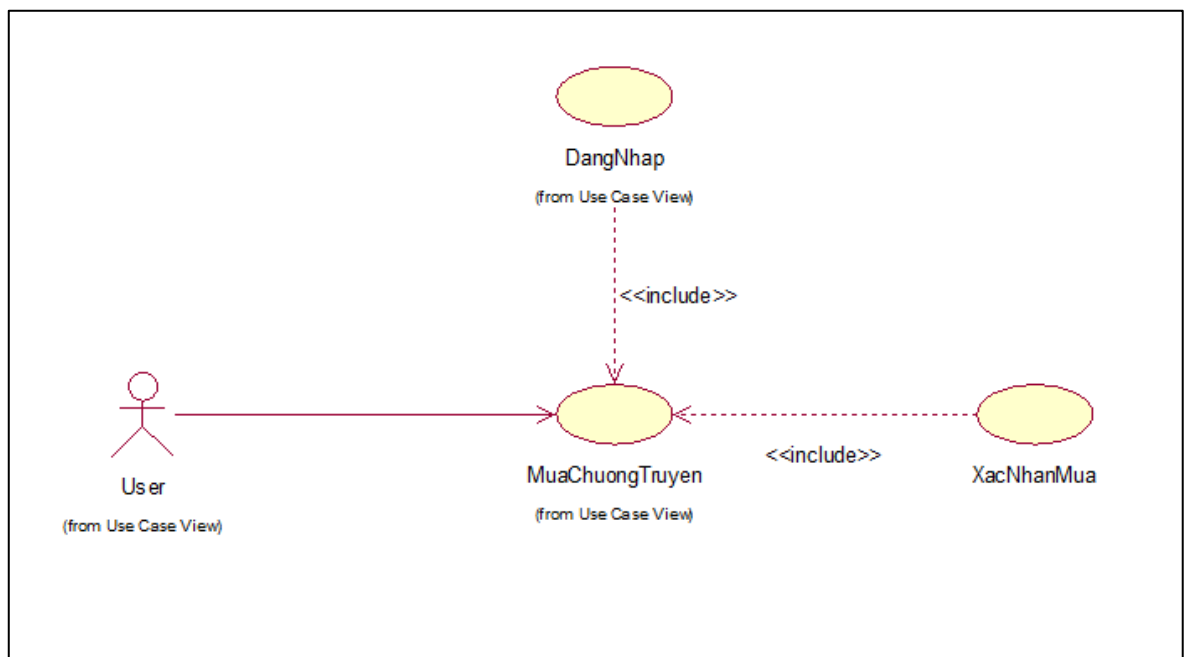 DangNhap
(from Use Case View)
<<include>>
User
(from Use Case View)
MuaChuongTruyen
(from Use Case View)
<<include>>
XacNhanMua